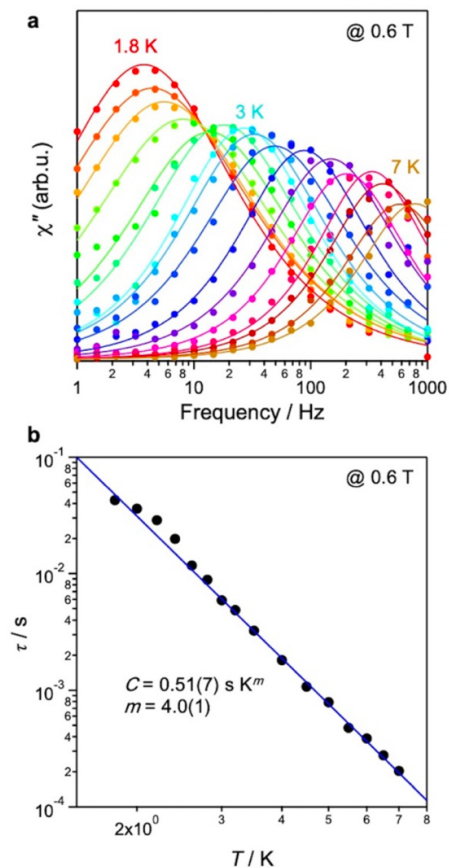 a
@ 0.6 T
1.8 K
3 K
7 K
χ″ (arb.u.)
1 2 4 6 8 10 2 4 6 8 100 2 4 6 8 1000
Frequency / Hz
b
@ 0.6 T
10⁻¹
8
6
4
2
10⁻²
8
6
4
2
10⁻³
8
6
4
2
10⁻⁴
τ / s
C = 0.51(7) s Kᵐ
m = 4.0(1)
2x10⁰ 3 4 5 6 7 8
T / K